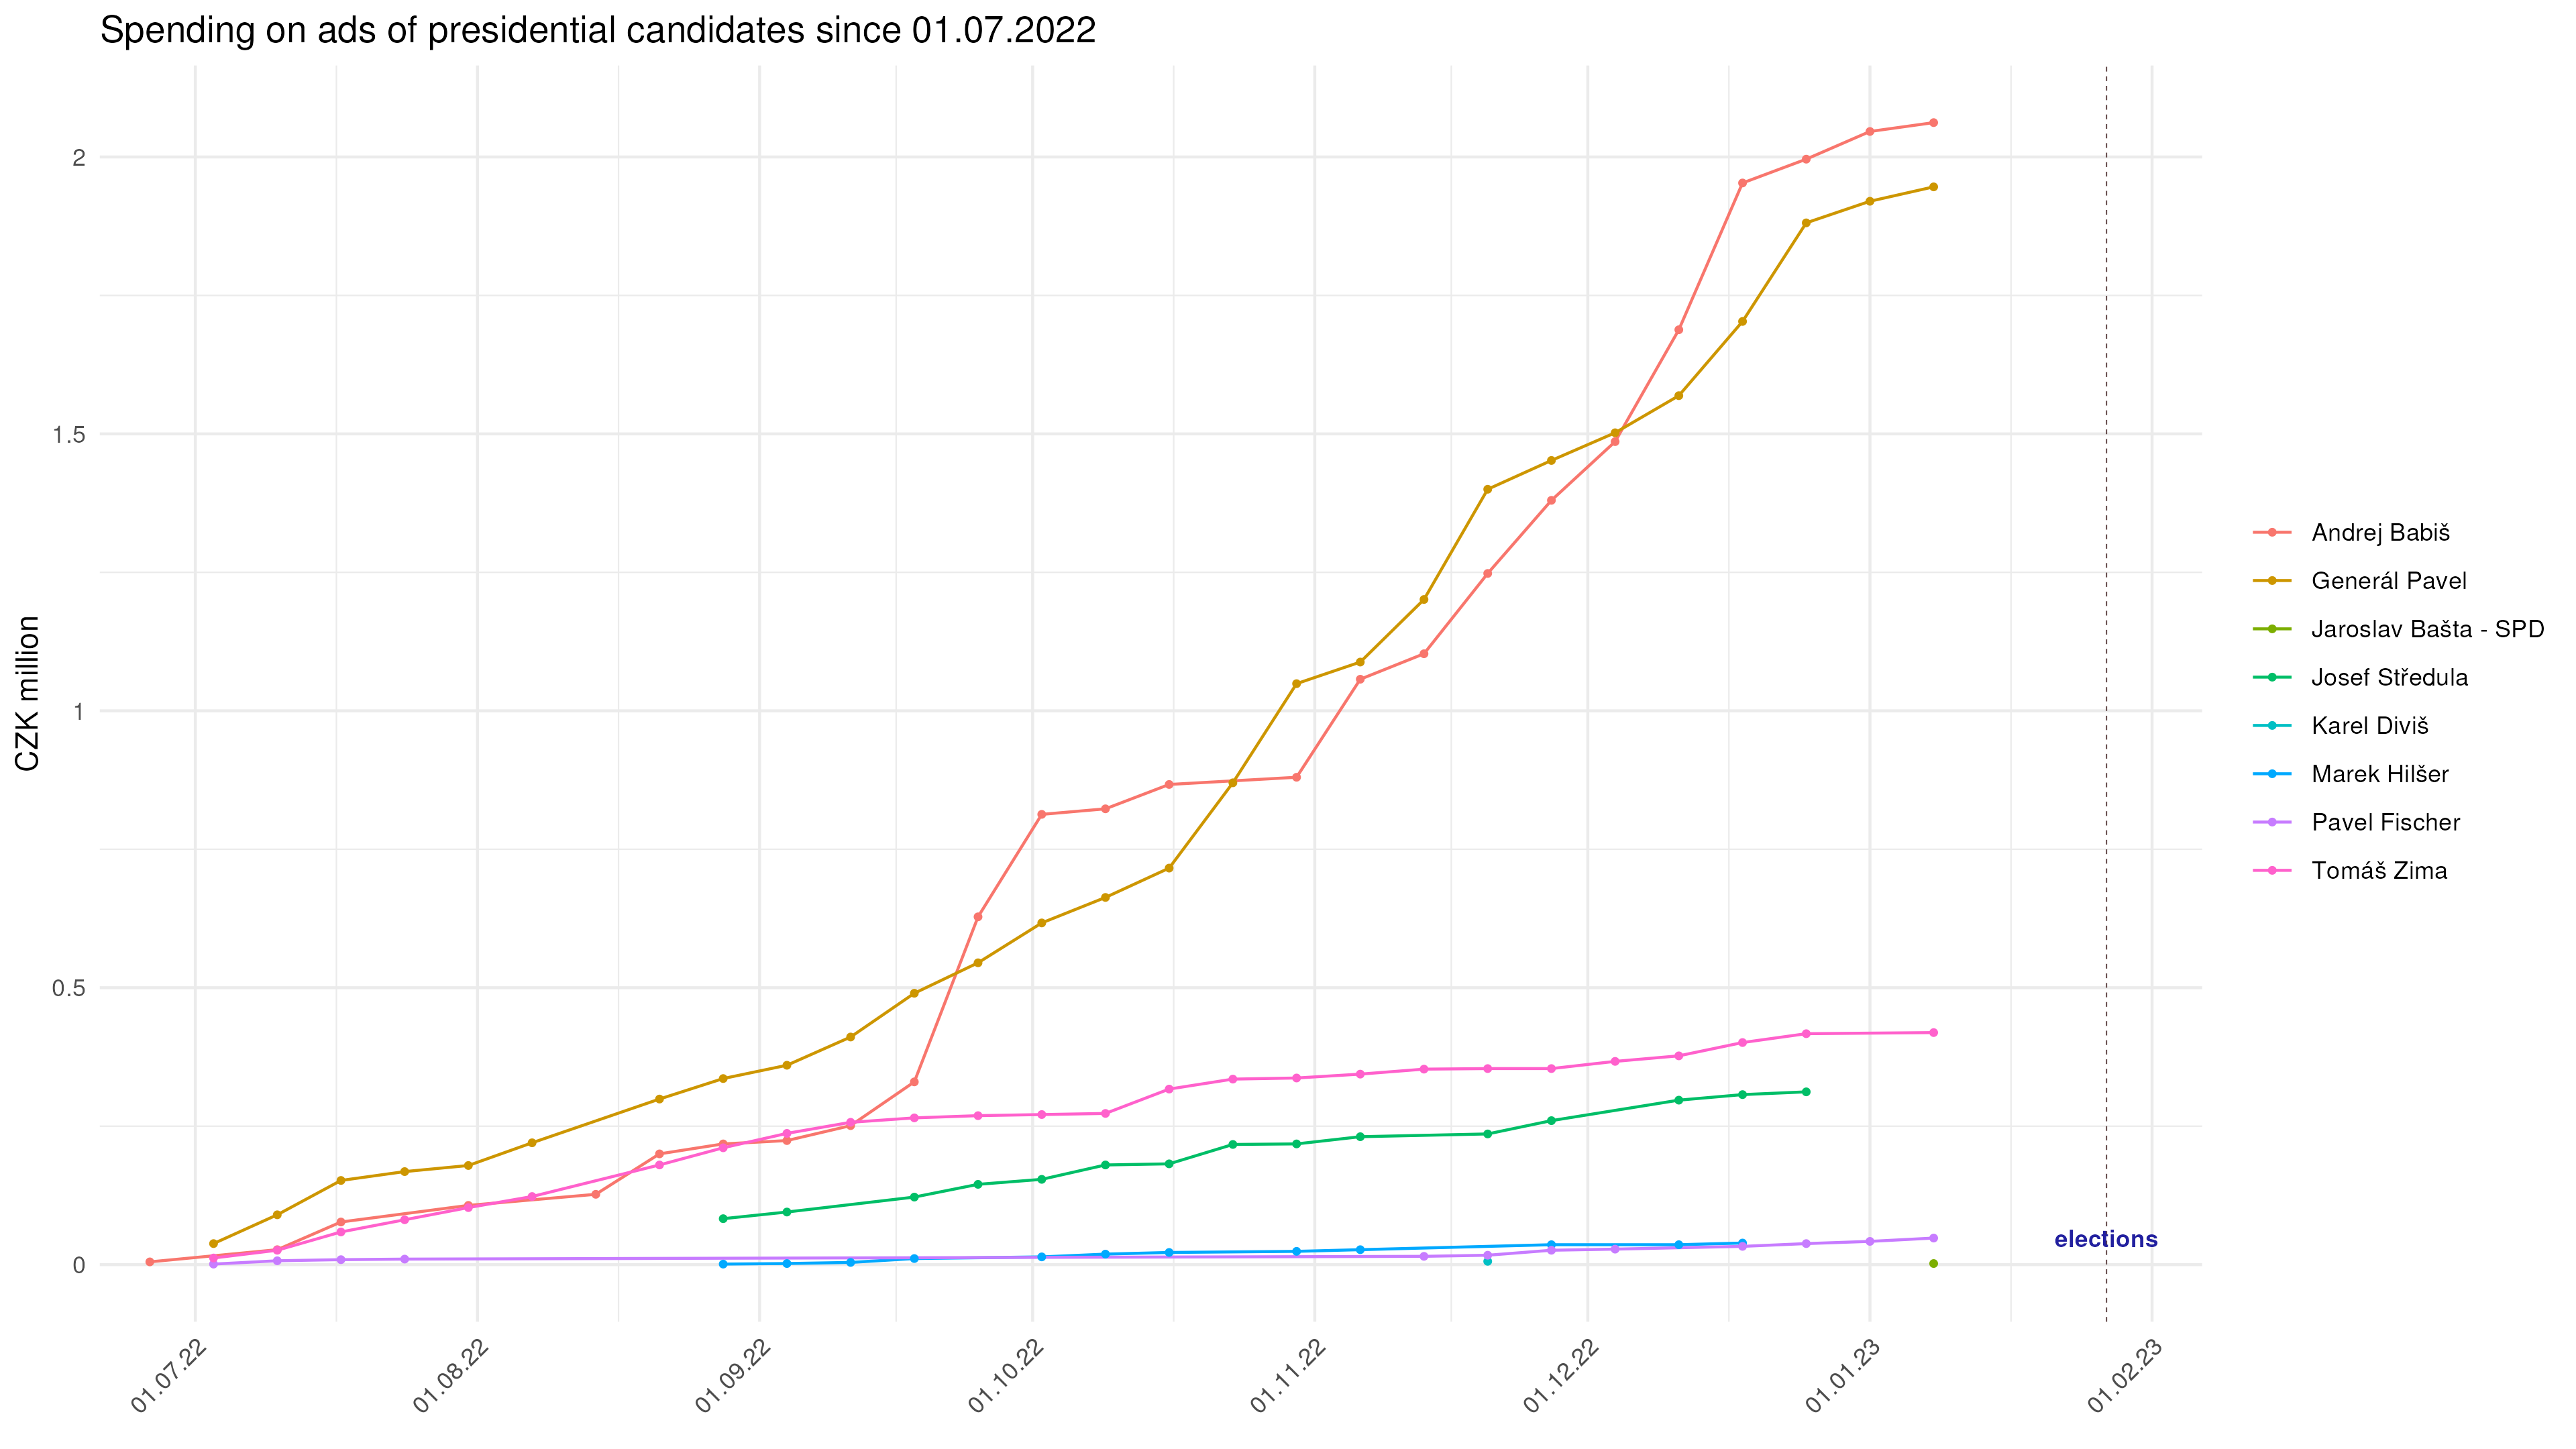 Spending on ads of presidential candidates since 01.07.2022
CZK million
2
1.5
1
0.5
0
01.07.22
01.08.22
01.09.22
01.10.22
01.11.22
01.12.22
01.01.23
01.02.23
elections
Andrej Babiš
Generál Pavel
Jaroslav Bašta - SPD
Josef Středula
Karel Diviš
Marek Hilšer
Pavel Fischer
Tomáš Zima